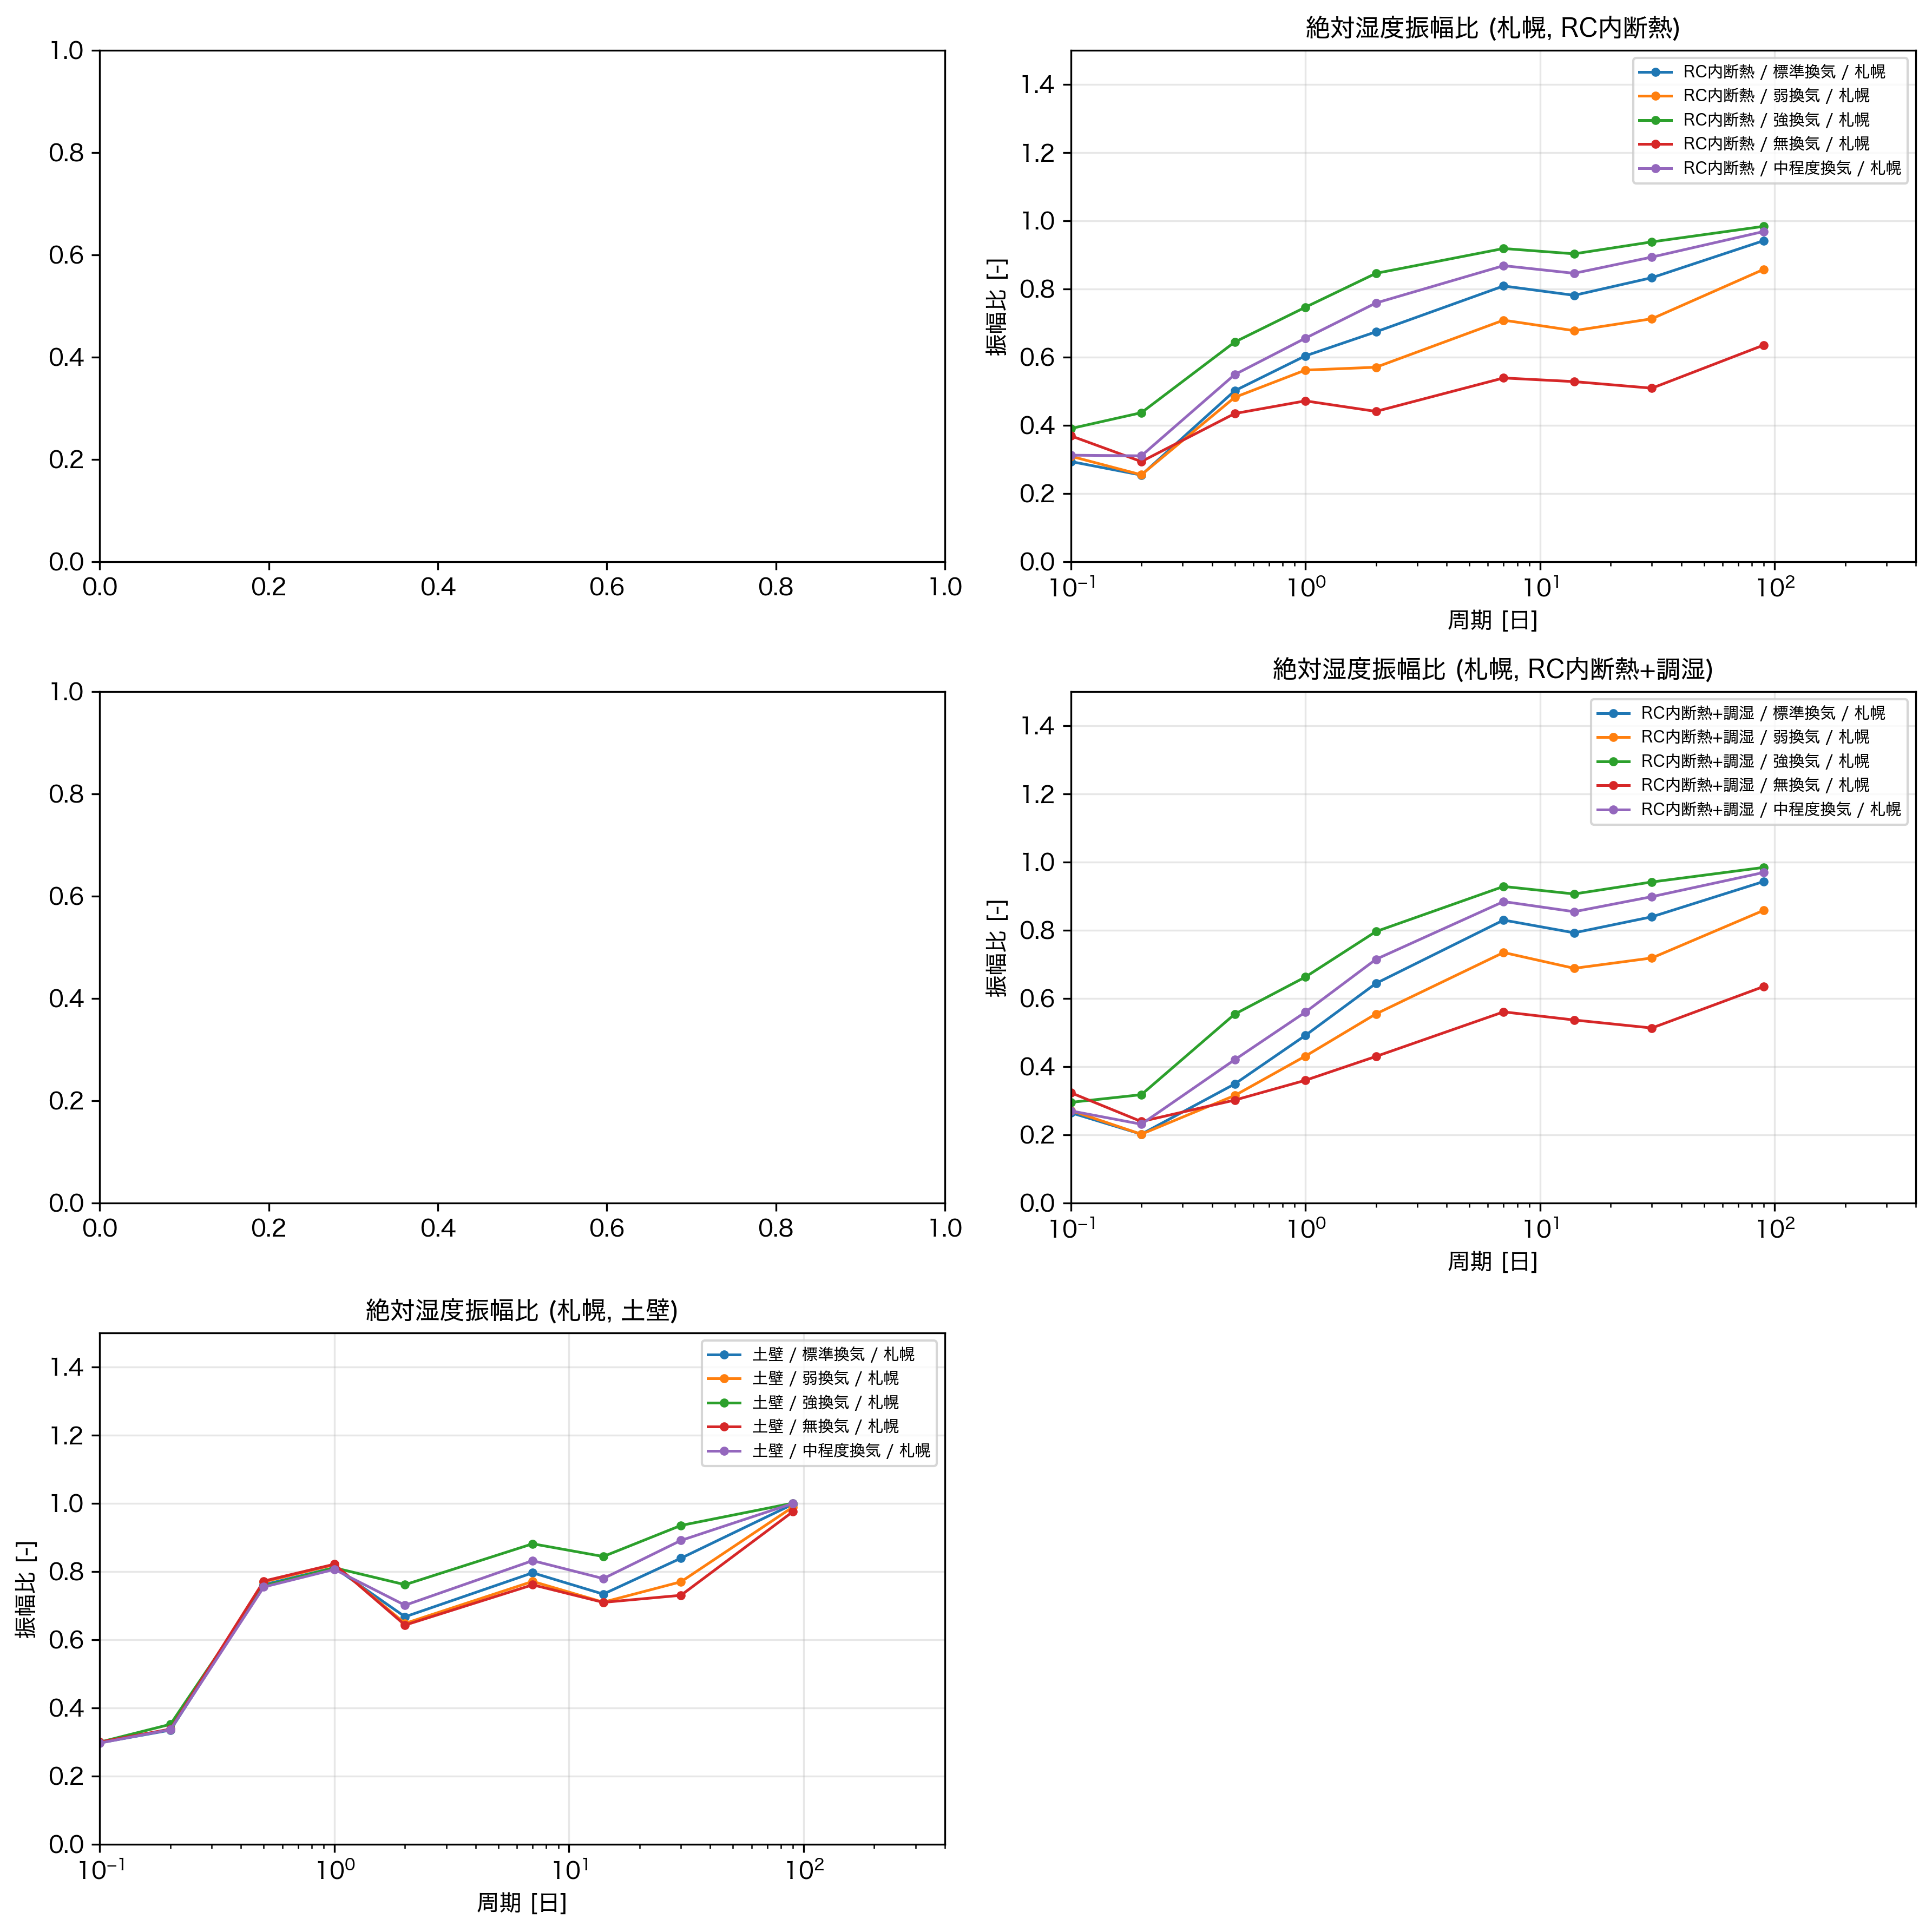 1.0
0.8
0.6
0.4
0.2
0.0
0.0 0.2 0.4 0.6 0.8 1.0
絶対湿度振幅比 (札幌, RC内断熱)
RC内断熱 / 標準換気 / 札幌
RC内断熱 / 弱換気 / 札幌
RC内断熱 / 強換気 / 札幌
RC内断熱 / 無換気 / 札幌
RC内断熱 / 中程度換気 / 札幌
振幅比 [-]
1.4
1.2
1.0
0.8
0.6
0.4
0.2
0.0
10⁻¹ 10⁰ 10¹ 10²
周期 [日]
1.0
0.8
0.6
0.4
0.2
0.0
0.0 0.2 0.4 0.6 0.8 1.0
絶対湿度振幅比 (札幌, RC内断熱+調湿)
RC内断熱+調湿 / 標準換気 / 札幌
RC内断熱+調湿 / 弱換気 / 札幌
RC内断熱+調湿 / 強換気 / 札幌
RC内断熱+調湿 / 無換気 / 札幌
RC内断熱+調湿 / 中程度換気 / 札幌
振幅比 [-]
1.4
1.2
1.0
0.8
0.6
0.4
0.2
0.0
10⁻¹ 10⁰ 10¹ 10²
周期 [日]
絶対湿度振幅比 (札幌, 土壁)
土壁 / 標準換気 / 札幌
土壁 / 弱換気 / 札幌
土壁 / 強換気 / 札幌
土壁 / 無換気 / 札幌
土壁 / 中程度換気 / 札幌
振幅比 [-]
1.4
1.2
1.0
0.8
0.6
0.4
0.2
0.0
10⁻¹ 10⁰ 10¹ 10²
周期 [日]